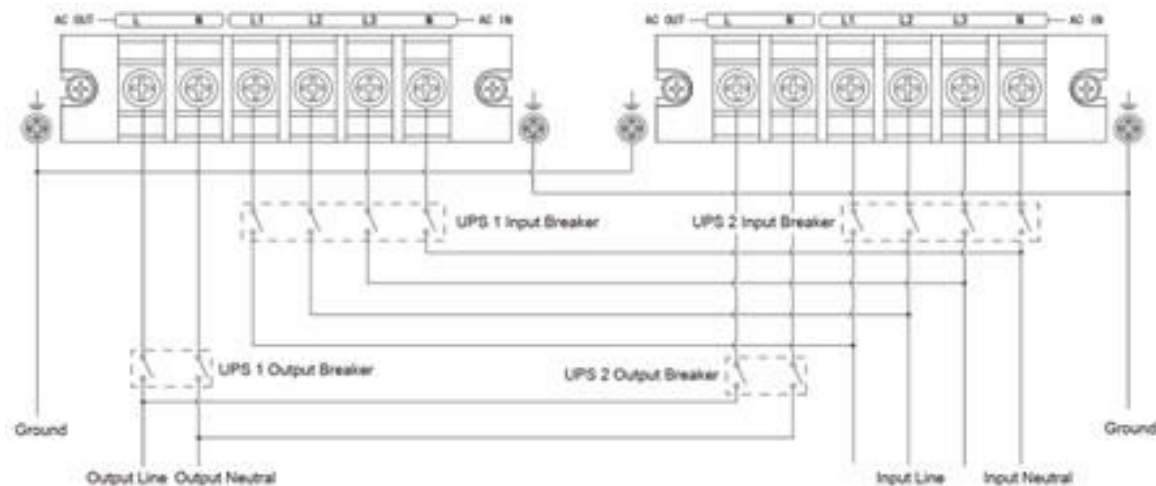 AC OUT L N L1 L2 L3 N AC IN
AC OUT L N L1 L2 L3 N AC IN
UPS 1 Input Breaker
UPS 2 Input Breaker
UPS 1 Output Breaker
UPS 2 Output Breaker
Ground
Ground
Output Line
Output Neutral
Input Line
Input Neutral